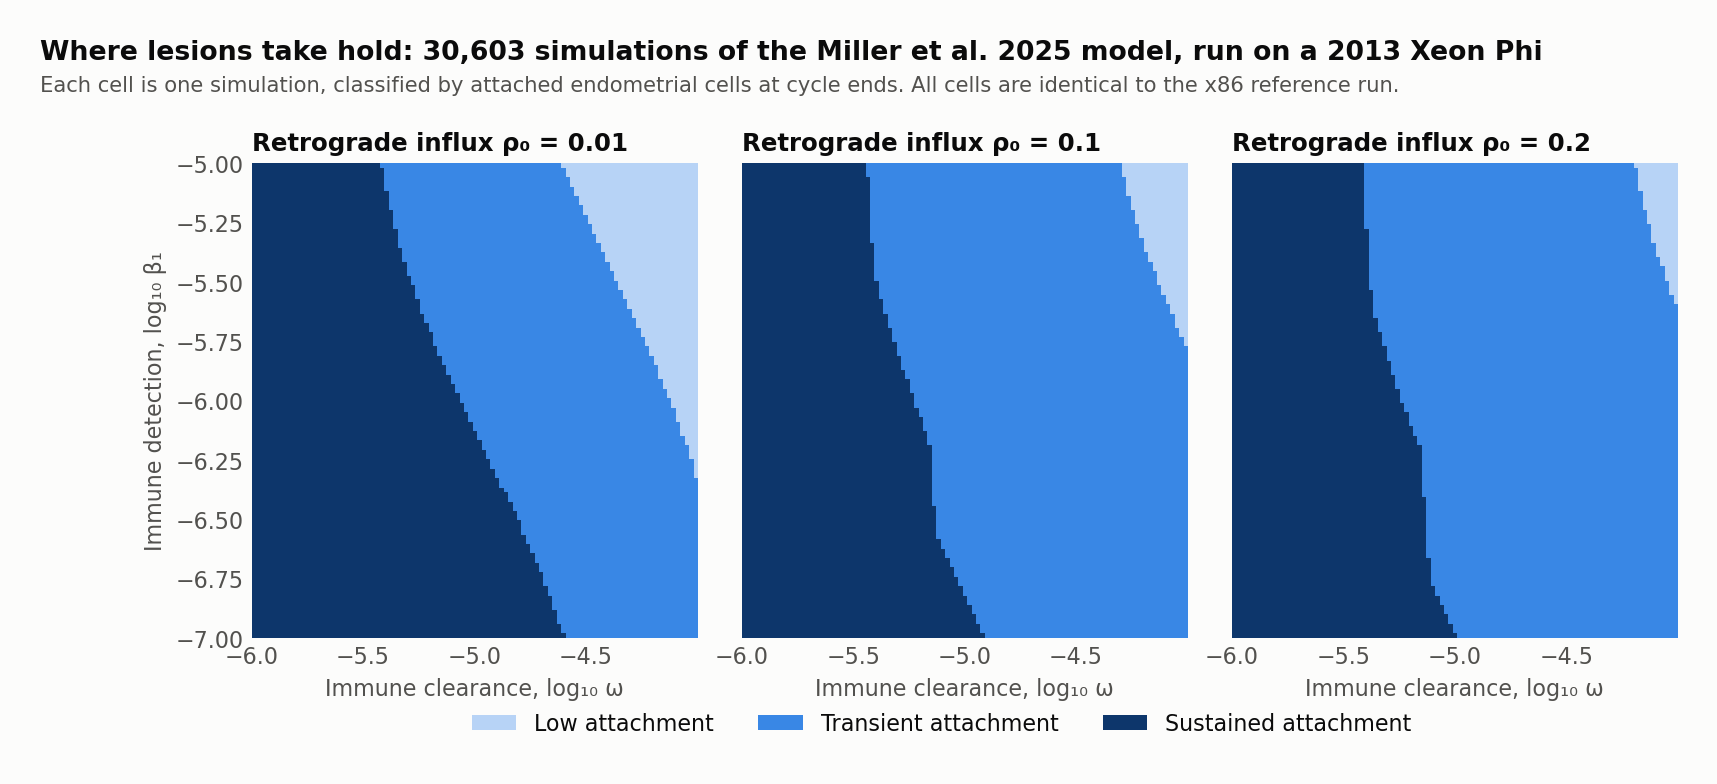 Where lesions take hold: 30,603 simulations of the Miller et al. 2025 model, run on a 2013 Xeon Phi
Each cell is one simulation, classified by attached endometrial cells at cycle ends. All cells are identical to the x86 reference run.
Retrograde influx ρ₀ = 0.01
Retrograde influx ρ₀ = 0.1
Retrograde influx ρ₀ = 0.2
Immune detection, log₁₀ β₁
−5.00
−5.25
−5.50
−5.75
−6.00
−6.25
−6.50
−6.75
−7.00
−6.0 −5.5 −5.0 −4.5
−6.0 −5.5 −5.0 −4.5
−6.0 −5.5 −5.0 −4.5
Immune clearance, log₁₀ ω
Immune clearance, log₁₀ ω
Immune clearance, log₁₀ ω
Low attachment
Transient attachment
Sustained attachment